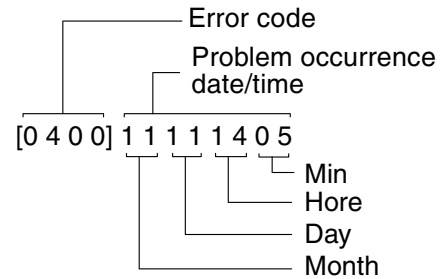 Error code
Problem occurrence
date/time
[0 4 0 0] 1 1 1 1 1 4 0 5
Min
Hore
Day
Month